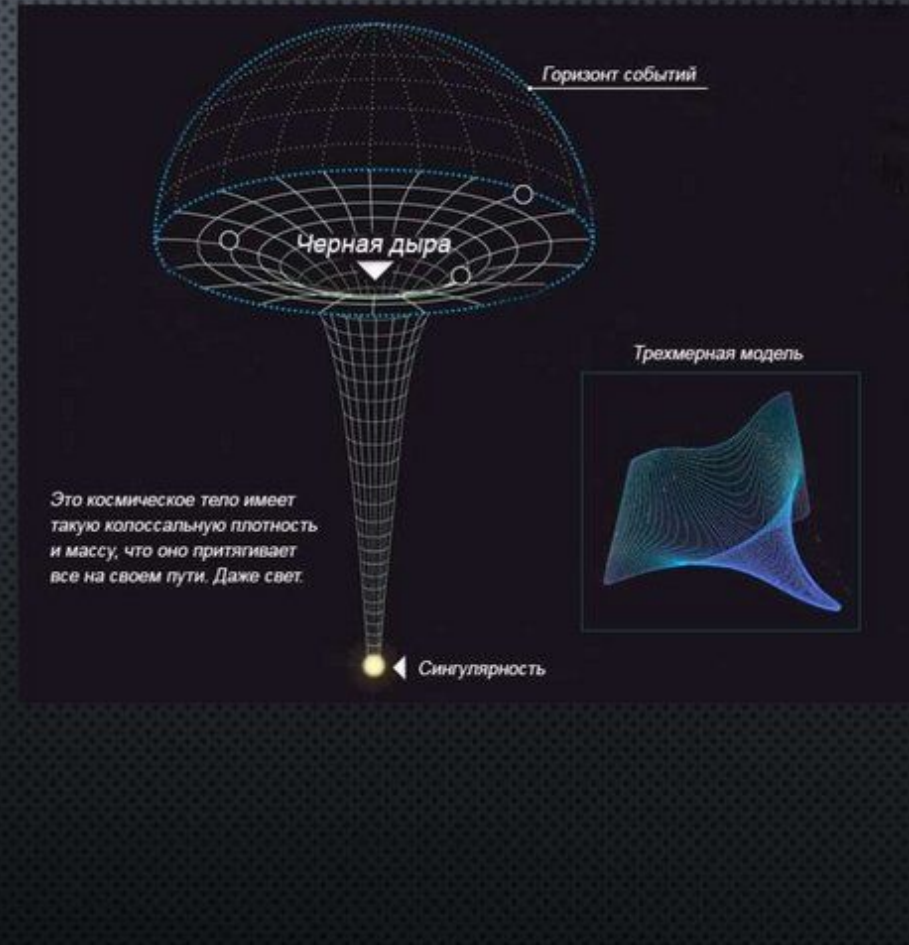 Горизонт событий
Черная дыра
Трехмерная модель
Это космическое тело имеет
такую колоссальную плотность
и массу, что оно притягивает
все на своем пути. Даже свет.
Сингулярность